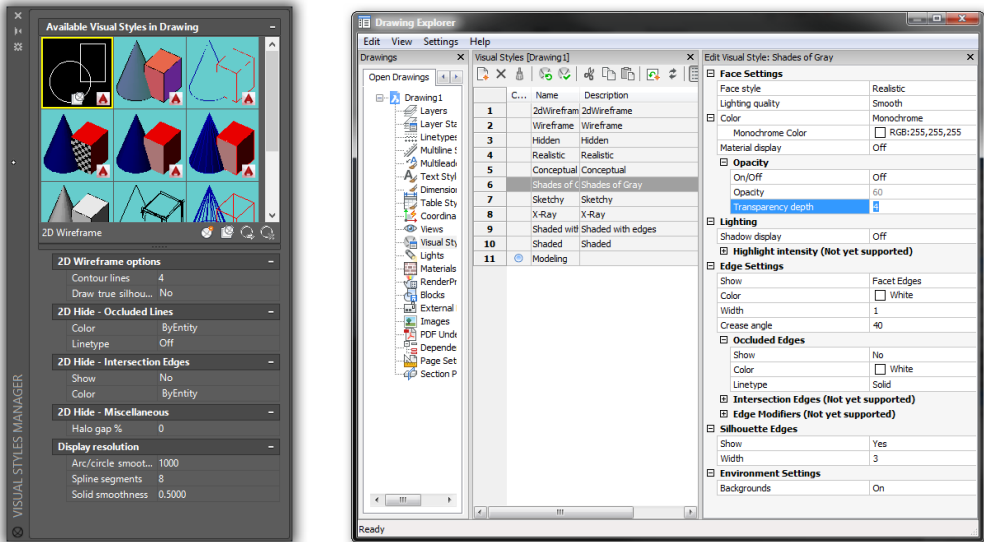 Available Visual Styles in Drawing
2D Wireframe
2D Wireframe options
Contour lines 4
Draw true silhou... No
2D Hide - Occluded Lines
Color ByEntity
Linetype Off
2D Hide - Intersection Edges
Show No
Color ByEntity
2D Hide - Miscellaneous
Halo gap % 0
Display resolution
Arc/circle smoot... 1000
Spline segments 8
Solid smoothness 0.5000
VISUAL STYLES MANAGER
Drawing Explorer
Edit View Settings Help
Drawings
Open Drawings
Drawing1
Layers
Layer Sta
Linetypes
Multiline S
Multileade
Text Styl
Dimension
Table Sty
Coordina
Views
Visual Sty
Lights
Materials
RenderPr
Blocks
External
Images
PDF Unde
Depende
Page Set
Section P
Visual Styles [Drawing1]
C... Name Description
1 2dWirefram 2dWireframe
2 Wireframe Wireframe
3 Hidden Hidden
4 Realistic Realistic
5 Conceptual Conceptual
6 Shades of G Shades of Gray
7 Sketchy Sketchy
8 X-Ray X-Ray
9 Shaded with Shaded with edges
10 Shaded Shaded
11 Modeling
Edit Visual Style: Shades of Gray
Face Settings
Face style Realistic
Lighting quality Smooth
Color Monochrome
Monochrome Color RGB:255,255,255
Material display Off
Opacity
On/Off Off
Opacity 60
Transparency depth 4
Lighting
Shadow display Off
Highlight intensity (Not yet supported)
Edge Settings
Show Facet Edges
Color White
Width 1
Crease angle 40
Occluded Edges
Show No
Color White
Linetype Solid
Intersection Edges (Not yet supported)
Edge Modifiers (Not yet supported)
Silhouette Edges
Show Yes
Width 3
Environment Settings
Backgrounds On
Ready